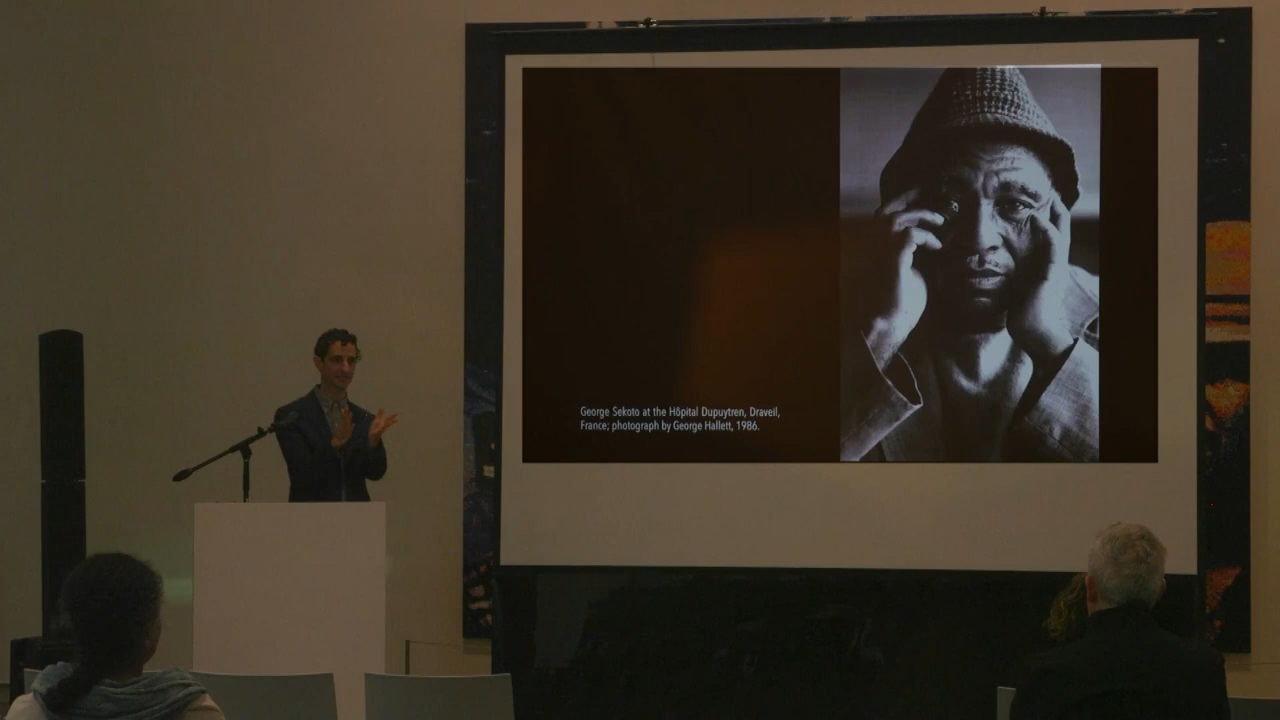 George Sekoto at the Hôpital Dupuytren, Draveil,
France; photograph by George Hallett, 1986.